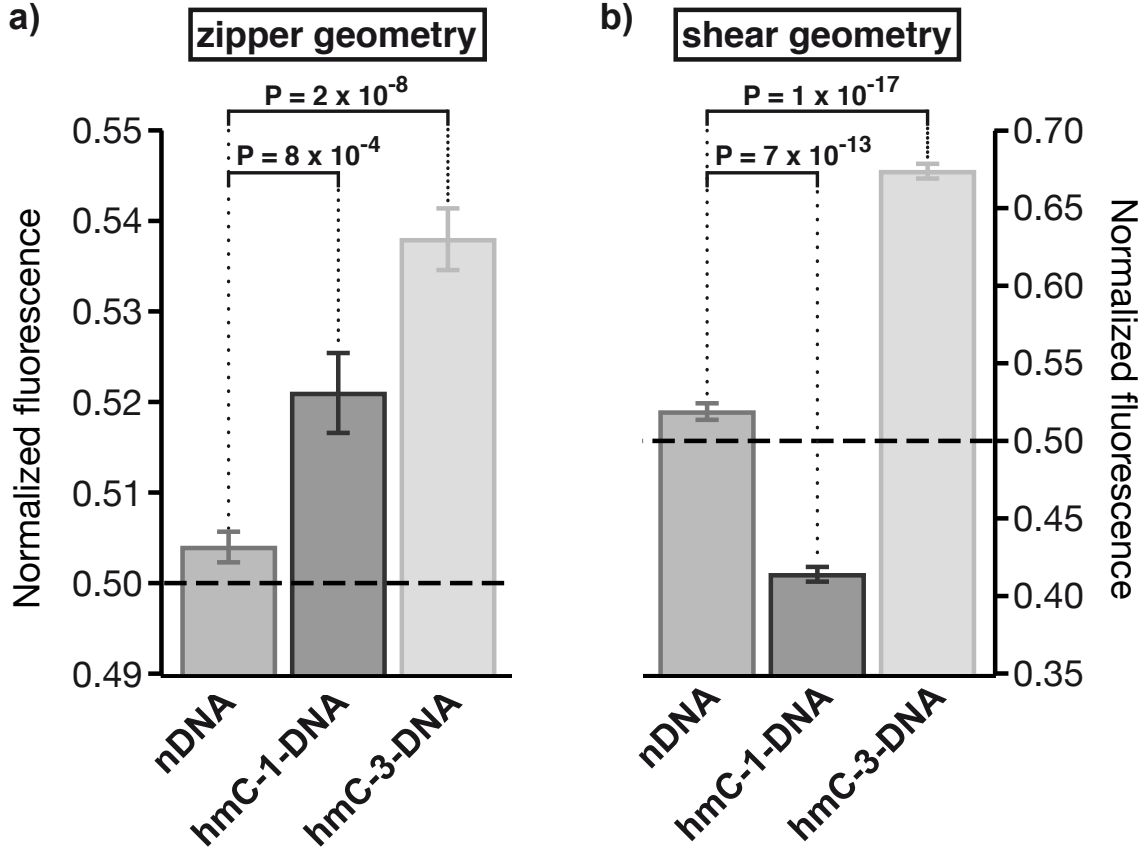 a)
zipper geometry
P = 2 x 10⁻⁸
P = 8 x 10⁻⁴
Normalized fluorescence
0.55
0.54
0.53
0.52
0.51
0.50
0.49
nDNA
hmC-1-DNA
hmC-3-DNA
b)
shear geometry
P = 1 x 10⁻¹⁷
P = 7 x 10⁻¹³
0.70
0.65
0.60
0.55
0.50
0.45
0.40
0.35
Normalized fluorescence
nDNA
hmC-1-DNA
hmC-3-DNA